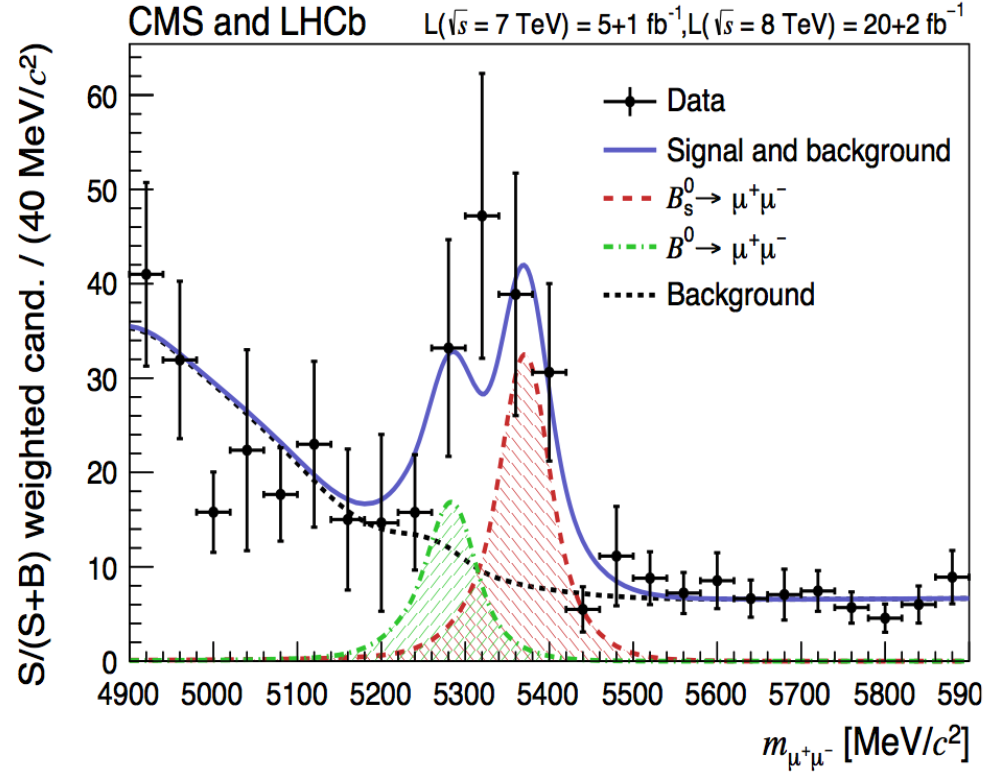 CMS and LHCb L(√s = 7 TeV) = 5+1 fb⁻¹,L(√s = 8 TeV) = 20+2 fb⁻¹
S/(S+B) weighted cand. / (40 MeV/c²)
60
50
40
30
20
10
0
Data
Signal and background
B⁰ₛ→ μ⁺μ⁻
B⁰→ μ⁺μ⁻
Background
4900 5000 5100 5200 5300 5400 5500 5600 5700 5800 590
m_μ⁺μ⁻ [MeV/c²]